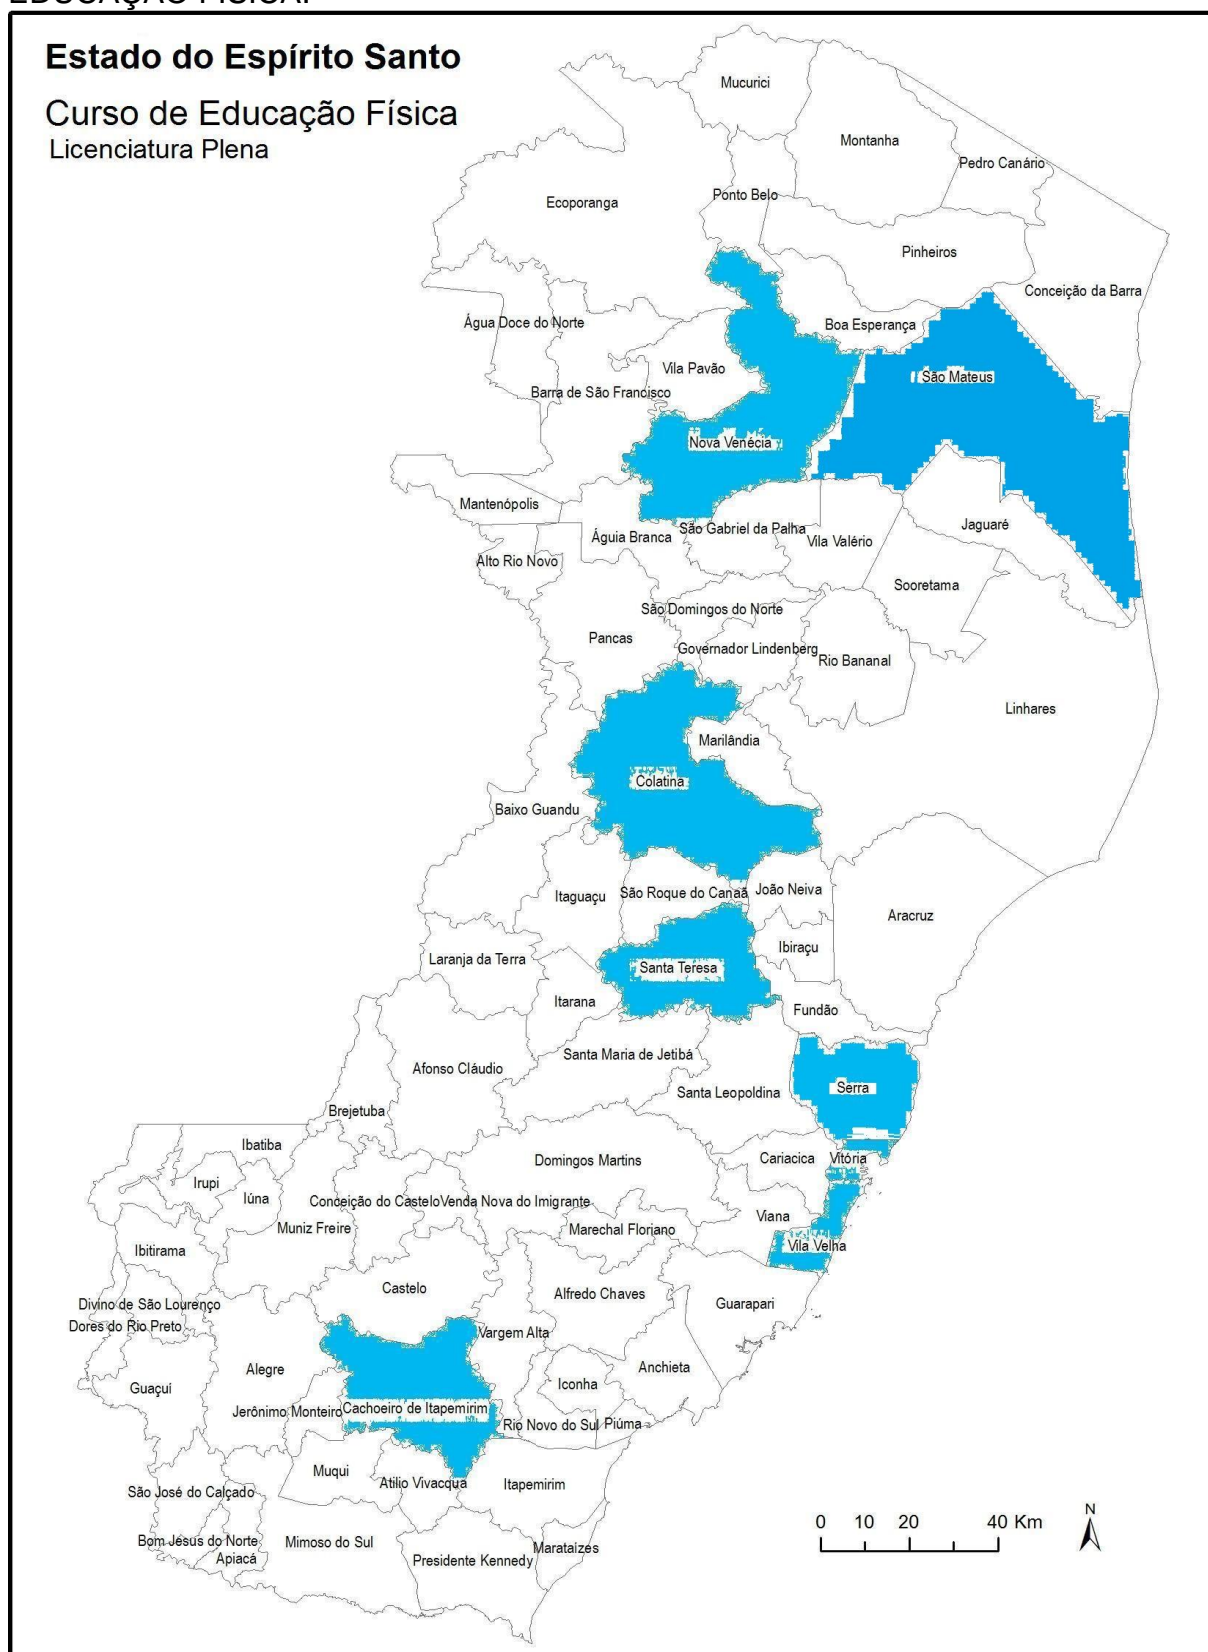 EDUCAÇÃO FÍSICA.
Estado do Espírito Santo
Curso de Educação Física
Licenciatura Plena
Mucurici
Montanha
Pedro Canário
Ponto Belo
Ecoporanga
Pinheiros
Conceição da Barra
Água Doce do Norte
Boa Esperança
Vila Pavão
São Mateus
Barra de São Francisco
Nova Venécia
Mantenópolis
Jaguaré
São Gabriel da Palha
Águia Branca
Vila Valério
Alto Rio Novo
Sooretama
São Domingos do Norte
Pancas
Governador Lindenberg
Rio Bananal
Linhares
Marilândia
Colatina
Baixo Guandu
Itaguaçu
São Roque do Canaã
João Neiva
Aracruz
Ibiraçu
Laranja da Terra
Santa Teresa
Itarana
Fundão
Santa Maria de Jetibá
Afonso Cláudio
Serra
Santa Leopoldina
Brejetuba
Ibatiba
Domingos Martins
Cariacica
Vitória
Irupi
Iúna
Conceição do Castelo
Venda Nova do Imigrante
Viana
Muniz Freire
Marechal Floriano
Vila Velha
Ibitirama
Castelo
Alfredo Chaves
Guarapari
Divino de São Lourenço
Dores do Rio Preto
Vargem Alta
Anchieta
Alegre
Iconha
Guaçuí
Jerônimo Monteiro
Cachoeiro de Itapemirim
Rio Novo do Sul
Piúma
Muqui
Atilio Vivacqua
Itapemirim
São José do Calçado
Bom Jesus do Norte
Apiacá
Mimoso do Sul
Marataizes
Presidente Kennedy
0 10 20 40 Km
N